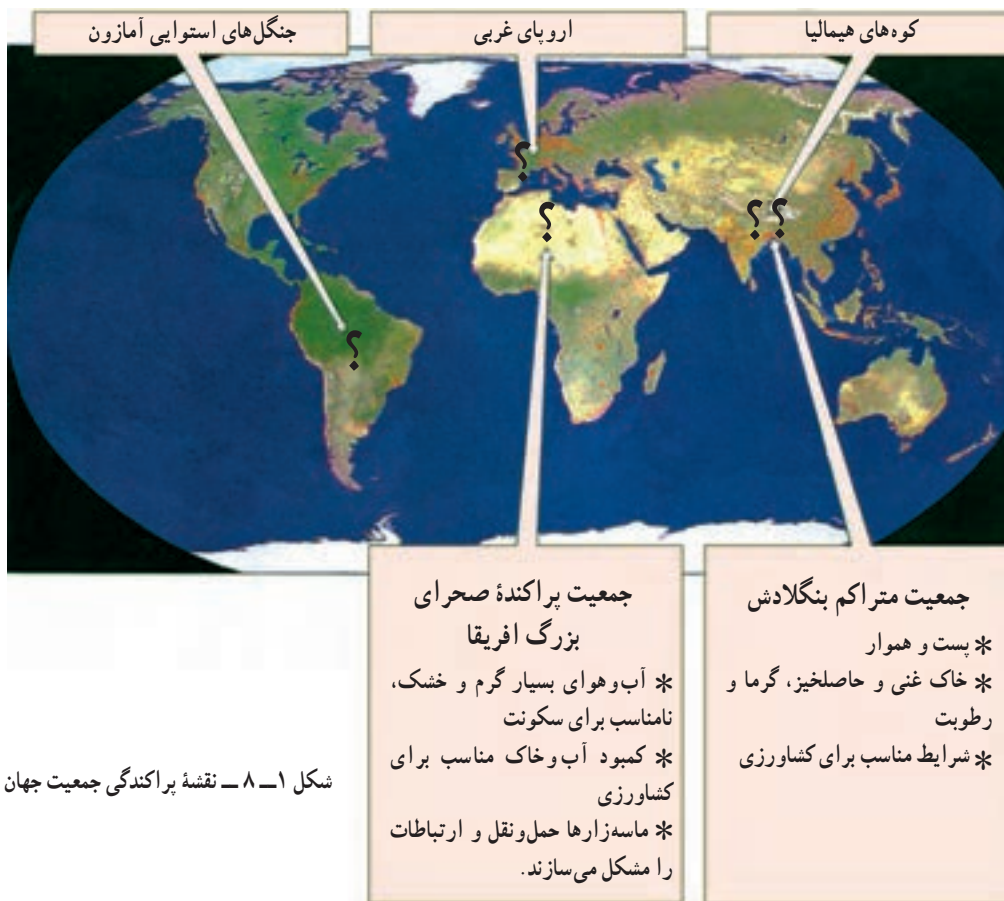 کوه‌های هیمالیا
اروپای غربی
جنگل‌های استوایی آمازون
؟
؟
؟؟
؟
جمعیت متراکم بنگلادش
* پست و هموار
* خاک غنی و حاصلخیز، گرما و
رطوبت
* شرایط مناسب برای کشاورزی
جمعیت پراکندهٔ صحرای
بزرگ افریقا
* آب‌وهوای بسیار گرم و خشک،
نامناسب برای سکونت
* کمبود آب‌وخاک مناسب برای
کشاورزی
* ماسه‌زارها حمل‌ونقل و ارتباطات
را مشکل می‌سازند.
شکل ۱ــ ۸ ــ نقشهٔ پراکندگی جمعیت جهان